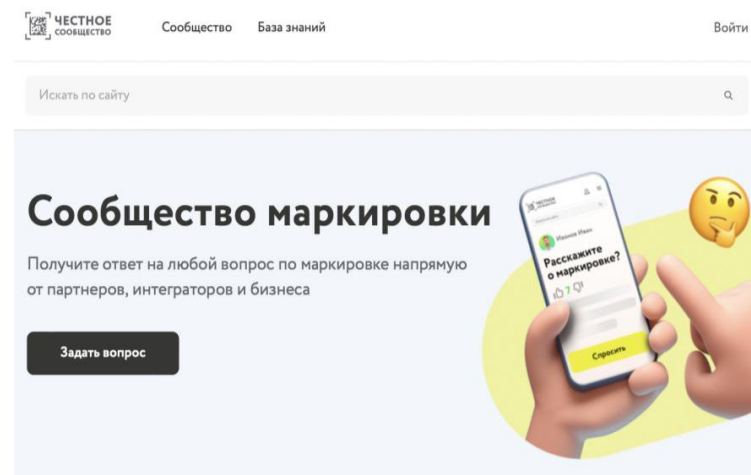 ЧЕСТНОЕ
СООБЩЕСТВО
Сообщество База знаний
Войти
Искать по сайту
Сообщество маркировки
Получите ответ на любой вопрос по маркировке напрямую
от партнеров, интеграторов и бизнеса
Задать вопрос
Иванов Иван
Расскажите
о маркировке?
7
Спросить